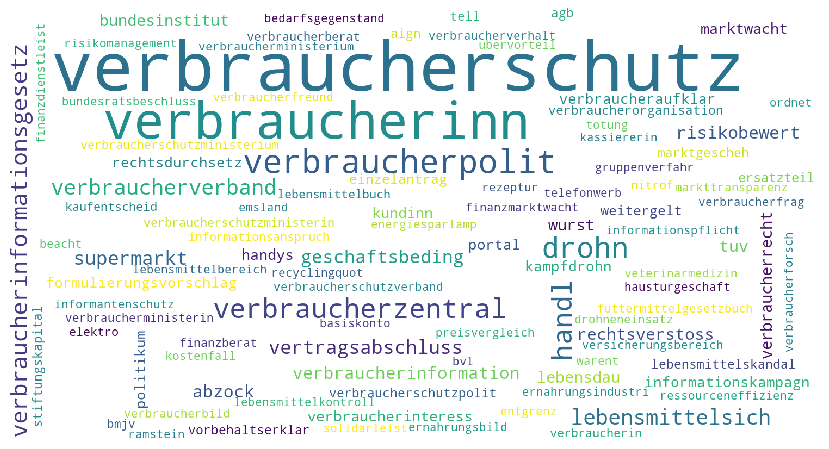 tell
agb
bundesinstitut
bedarfsgegenstand
marktwacht
aign
verbraucherberat
verbraucherverhalt
risikomanagement
verbraucherministerium
ubervorteil
verbraucherschutz
finanzdienstleist
verbraucherinformationsgesetz
bundesratsbeschluss
verbraucherfreund
verbraucheraufklar
ordnet
verbraucherinn
verbraucherorganisation
totung
risikobewert
kassiererin
verbraucherschutzministerium
marktgescheh
rechtsdurchsetz
verbraucherpolit
gruppenverfahr
ersatzteil
einzelantrag
verbraucherverband
lebensmittelbuch
rezeptur
telefonwerb
nitrof
markttransparenz
kaufentscheid
emsland
kundinn
finanzmarktwacht
weitergelt
verbraucherfrag
verbraucherschutzministerin
energiesparlamp
wurst
informationspflicht
informationsanspruch
beacht
supermarkt
handys
geschaftsbeding
portal
drohn
tuv
verbraucherrecht
verbraucherforsch
lebensmittelbereich
recyclingquot
kampfdrohn
veterinarmedizin
formulierungsvorschlag
verbraucherschutzverband
handl
hausturgeschaft
stiftungskapital
informantenschutz
verbraucherzentral
futtermittelgesetzbuch
verbraucherministerin
basiskonto
drohneneinsatz
elektro
preisvergleich
rechtsverstoss
politikum
finanzberat
vertragsabschluss
versicherungsbereich
kostenfall
bvl
warent
lebensmittelskandal
verbraucherinformation
lebensdau
informationskampagn
abzock
verbraucherschutzpolit
ernahrungsindustri
ressourceneffizienz
lebensmittelkontroll
verbraucherbild
verbraucherinteress
entgrenz
lebensmittelsich
bmjv
ramstein
vorbehaltserklar
solidarleist
ernahrungsbild
verbraucherin